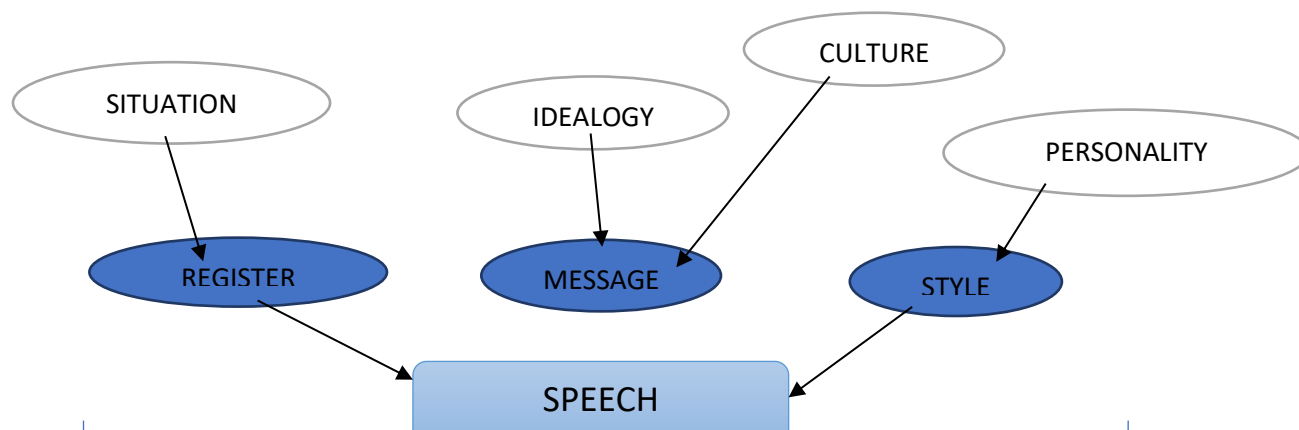 CULTURE
SITUATION
IDEALOGY
PERSONALITY
REGISTER
MESSAGE
STYLE
SPEECH